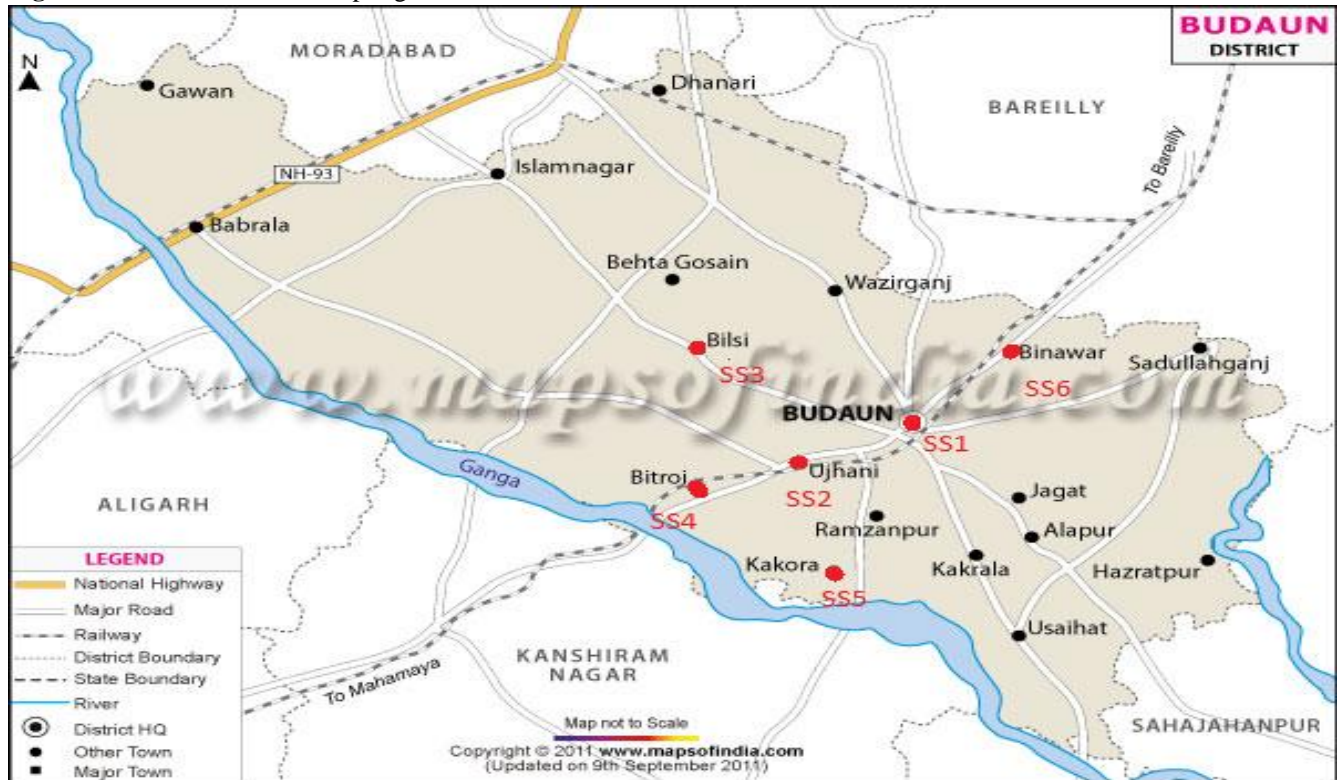 BUDAUN
DISTRICT
N
MORADABAD
Dhanari
Gawan
BAREILLY
To Bareilly
Islamnagar
NH-93
Babrala
Behta Gosain
Wazirganj
Bilsi
Binawar
Sadullahganj
SS3
SS6
www.mapsofindia.com
BUDAUN
SS1
Ujhani
Ganga
Bitroj
SS2
Jagat
ALIGARH
SS4
Ramzanpur
Alapur
Kakora
Kakrala
Hazratpur
SS5
Usaihat
KANSHIRAM
NAGAR
To Mahamaya
SAHAJAHANPUR
LEGEND
National Highway
Major Road
Railway
District Boundary
State Boundary
River
District HQ
Other Town
Major Town
Map not to Scale
Copyright © 2011 www.mapsofindia.com
(Updated on 9th September 2011)